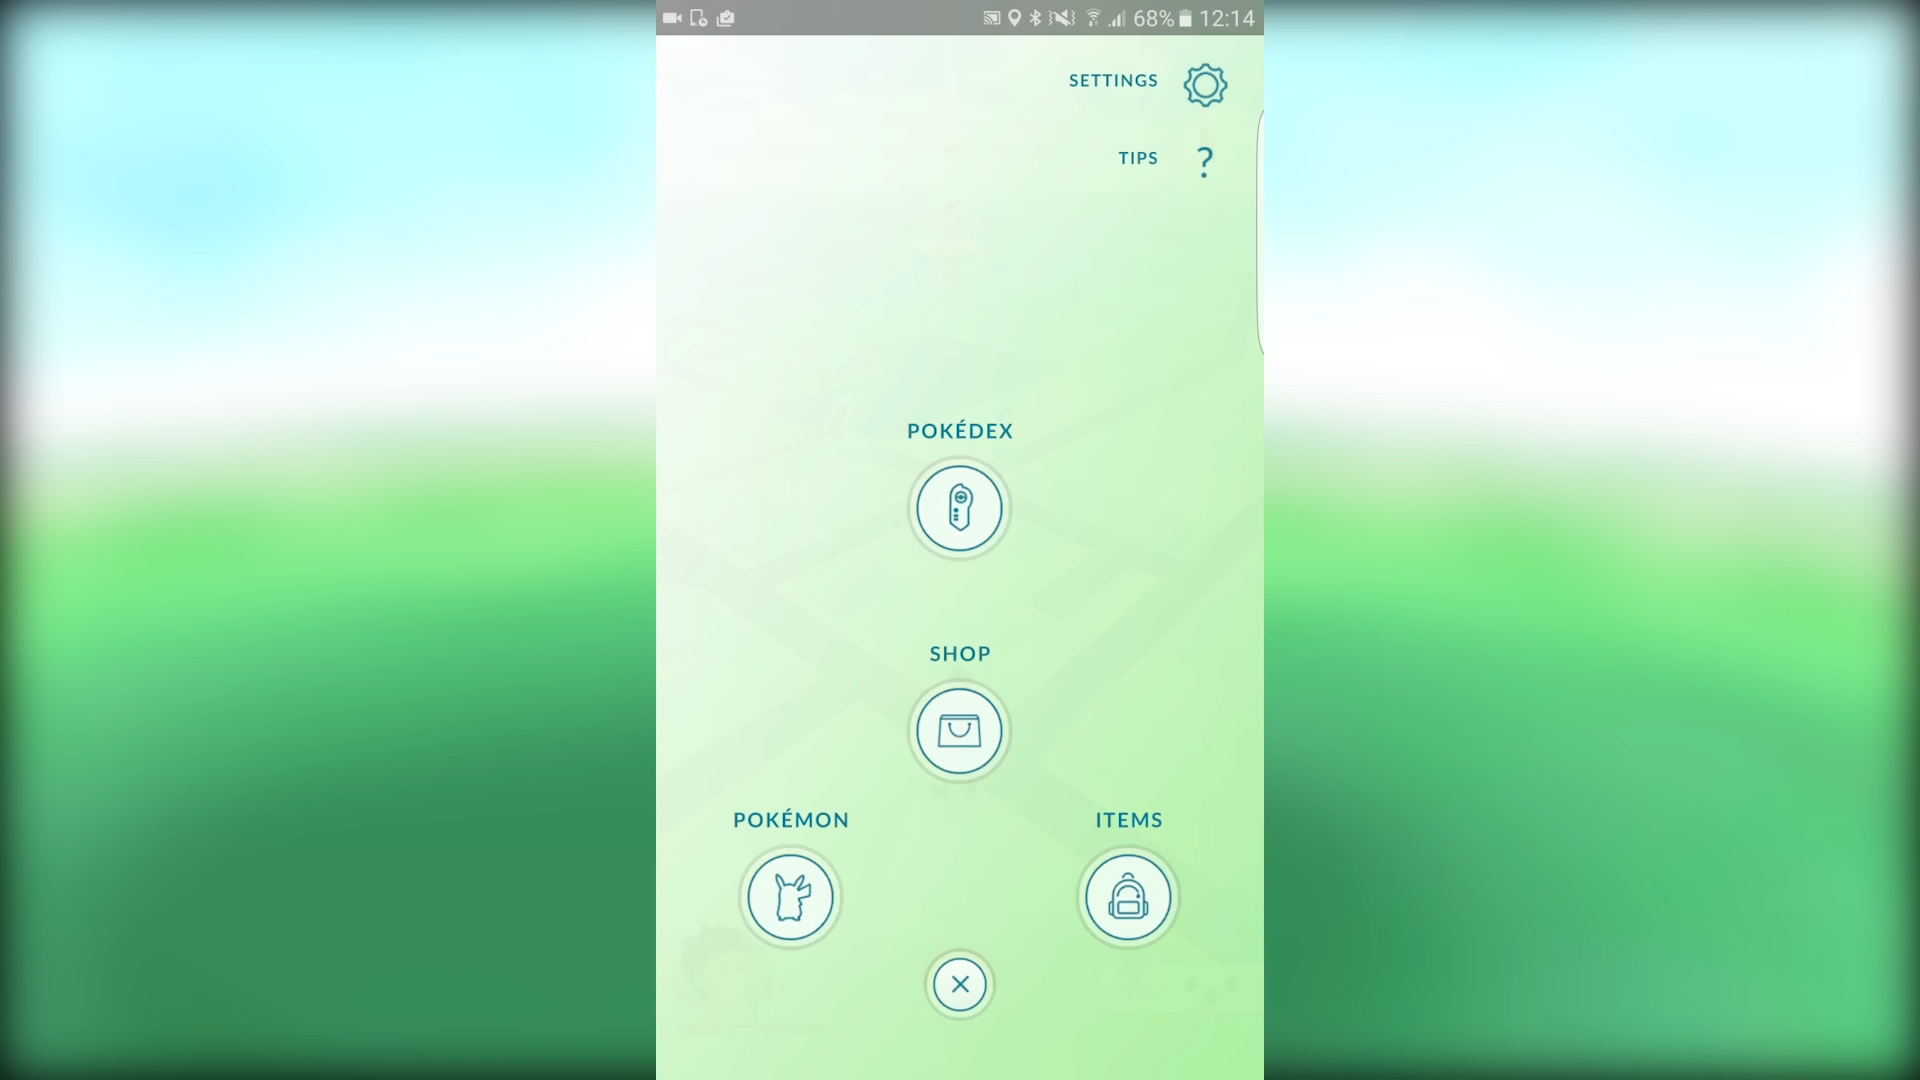 68% 12:14
SETTINGS
TIPS
?
POKÉDEX
SHOP
POKÉMON
ITEMS